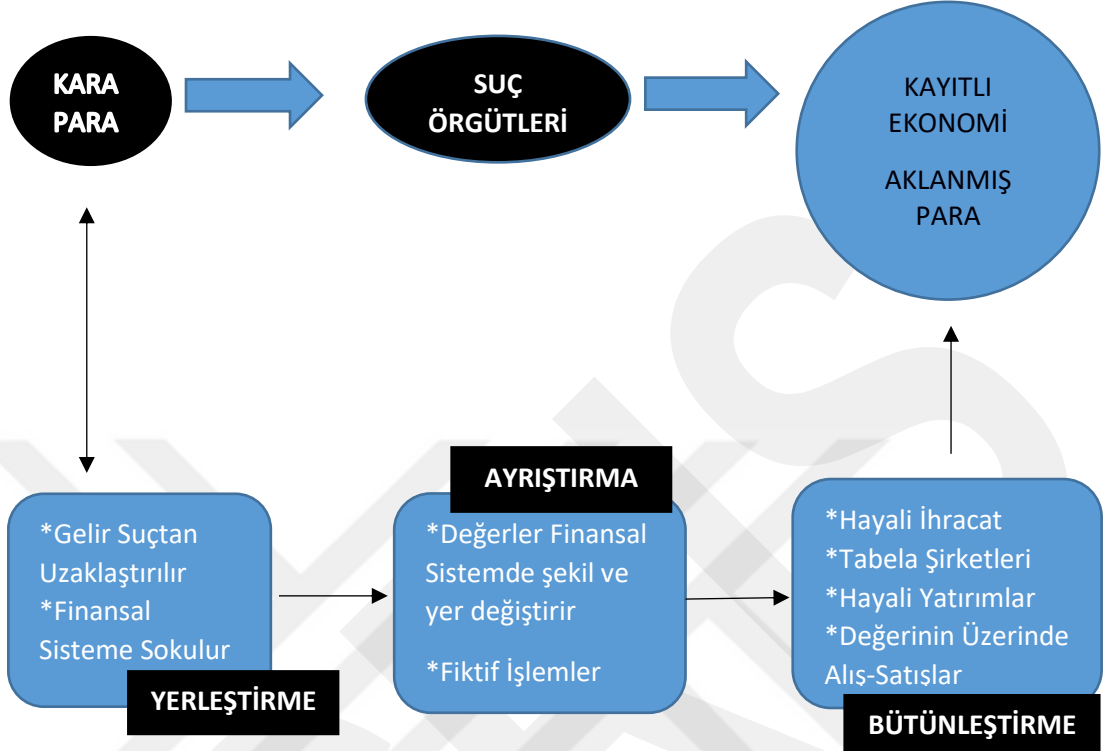 KARA
PARA
SUÇ
ÖRGÜTLERİ
KAYITLI
EKONOMİ
AKLANMIŞ
PARA
*Gelir Suçtan
Uzaklaştırılır
*Finansal
Sisteme Sokulur
YERLEŞTİRME
AYRIŞTIRMA
*Değerler Finansal
Sistemde şekil ve
yer değiştirir
*Fiktif İşlemler
*Hayali İhracat
*Tabela Şirketleri
*Hayali Yatırımlar
*Değerinin Üzerinde
Alış-Satışlar
BÜTÜNLEŞTİRME